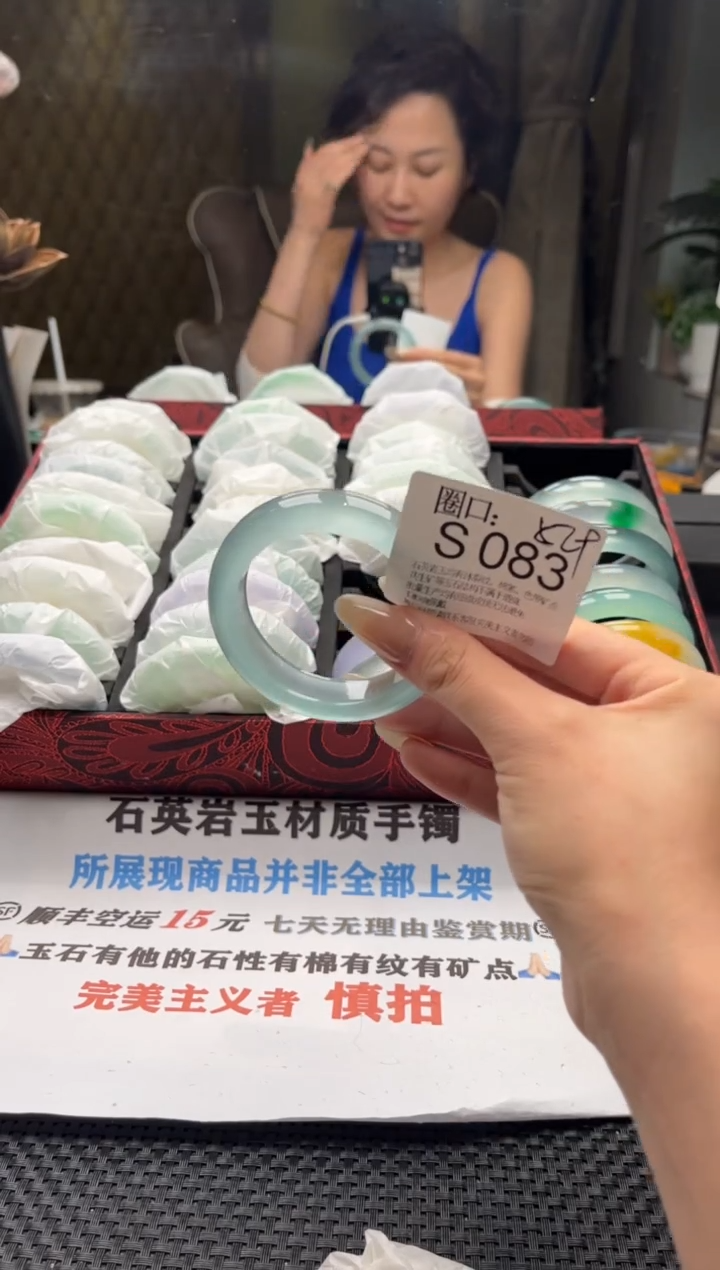 圈口:
S 083
石英岩玉材质手镯
所展现商品并非全部上架
SF 顺丰空运 15 元 七天无理由鉴赏期
玉石有他的石性有棉有纹有矿点
完美主义者 慎拍